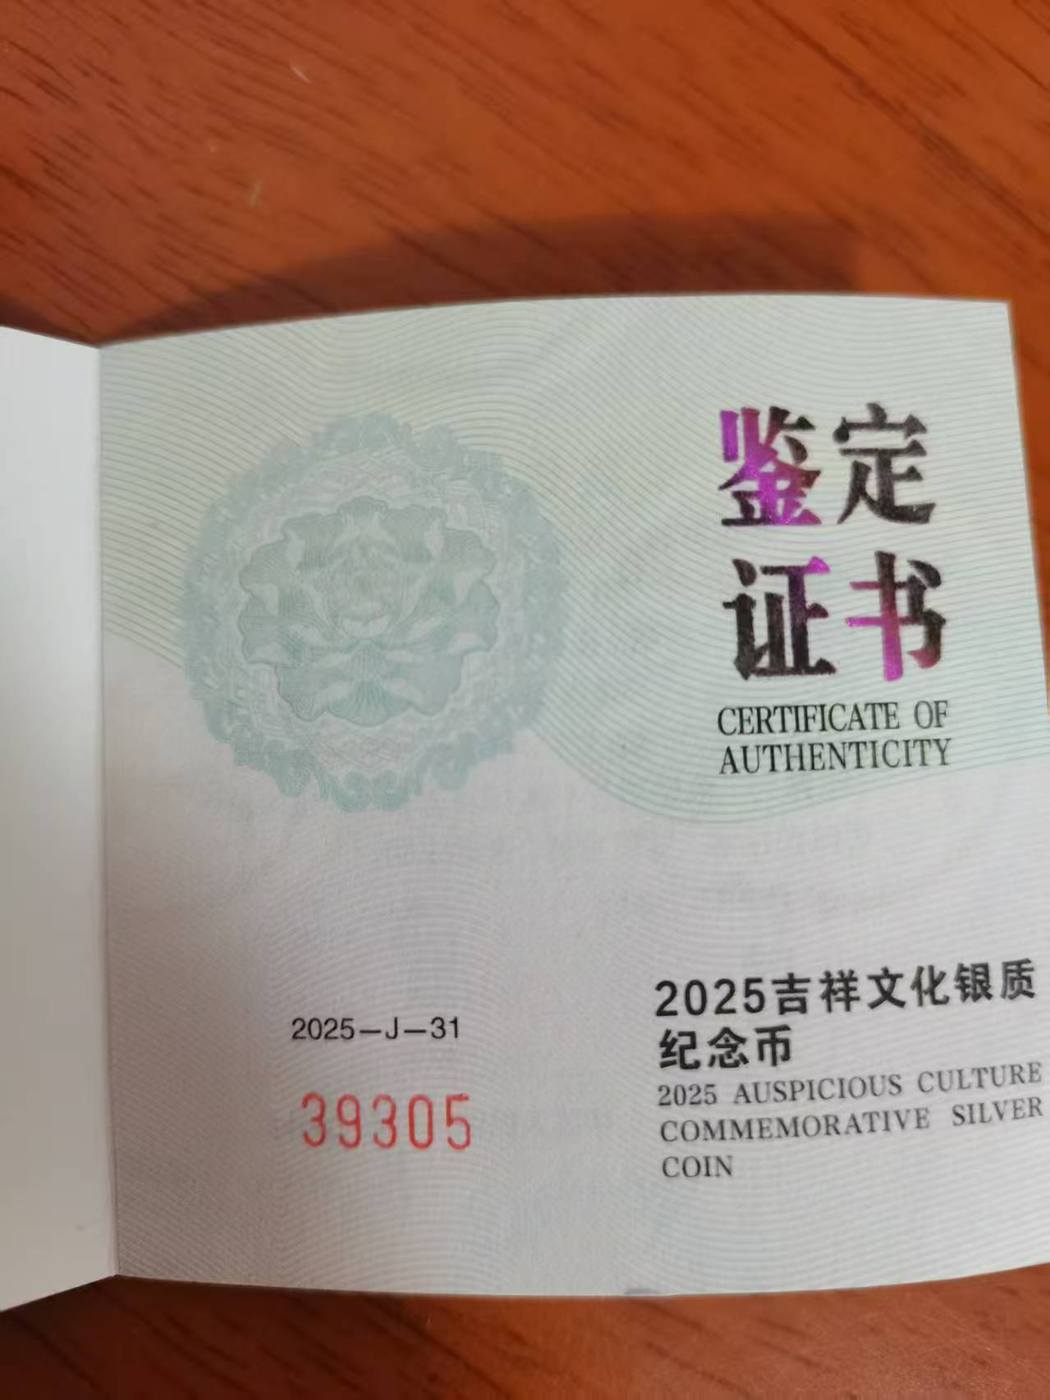 鉴定
证书
CERTIFICATE OF
AUTHENTICITY
2025吉祥文化银质
纪念币
2025 AUSPICIOUS CULTURE
COMMEMORATIVE SILVER
COIN
2025—J—31
39305